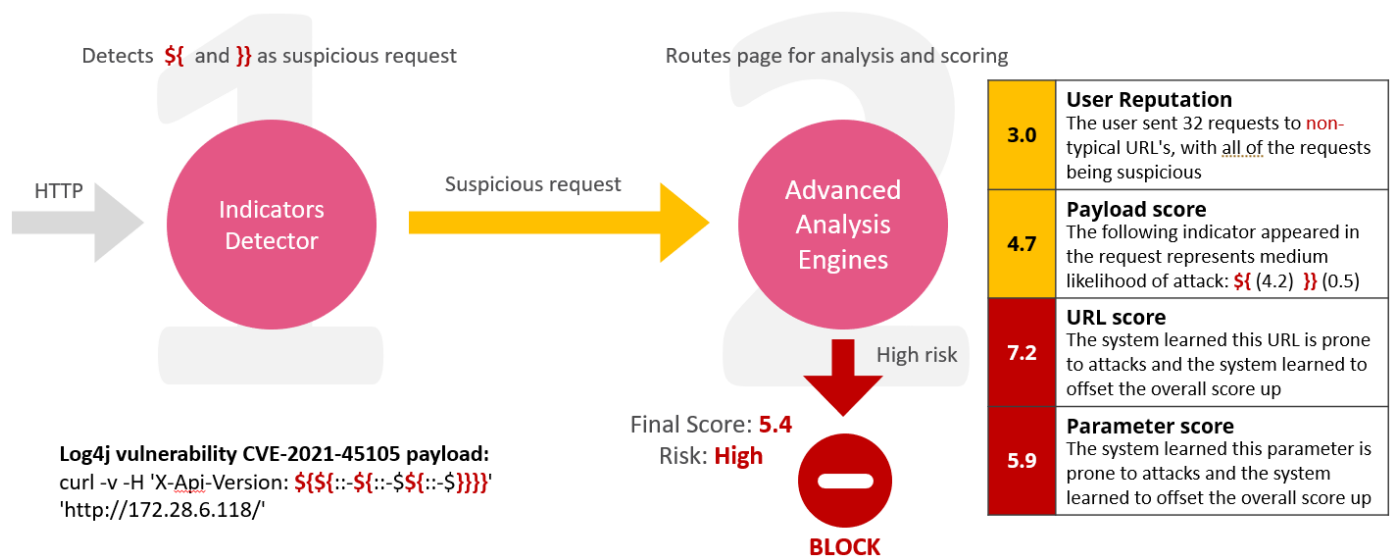 Detects ${ and }} as suspicious request
Routes page for analysis and scoring
1
2
HTTP
Indicators
Detector
Suspicious request
Advanced
Analysis
Engines
High risk
Final Score: 5.4
Risk: High
BLOCK
3.0
User Reputation
The user sent 32 requests to non-
typical URL's, with all of the requests
being suspicious
4.7
Payload score
The following indicator appeared in
the request represents medium
likelihood of attack: ${ (4.2) }} (0.5)
7.2
URL score
The system learned this URL is prone
to attacks and the system learned to
offset the overall score up
5.9
Parameter score
The system learned this parameter is
prone to attacks and the system
learned to offset the overall score up
Log4j vulnerability CVE-2021-45105 payload:
curl -v -H 'X-Api-Version: ${${::-${::-$${::-$}}}}'
'http://172.28.6.118/'